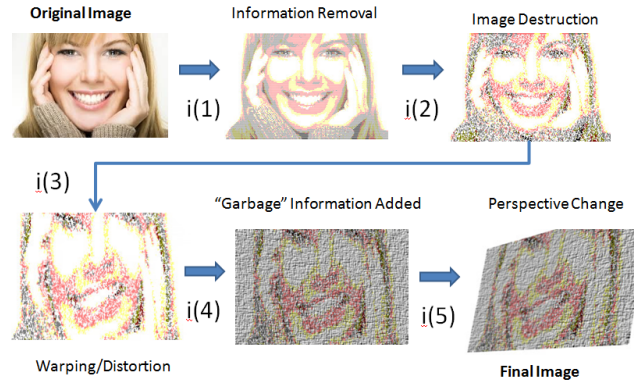 Original Image
Information Removal
Image Destruction
i(1)
i(2)
i(3)
"Garbage" Information Added
Perspective Change
i(4)
i(5)
Warping/Distortion
Final Image